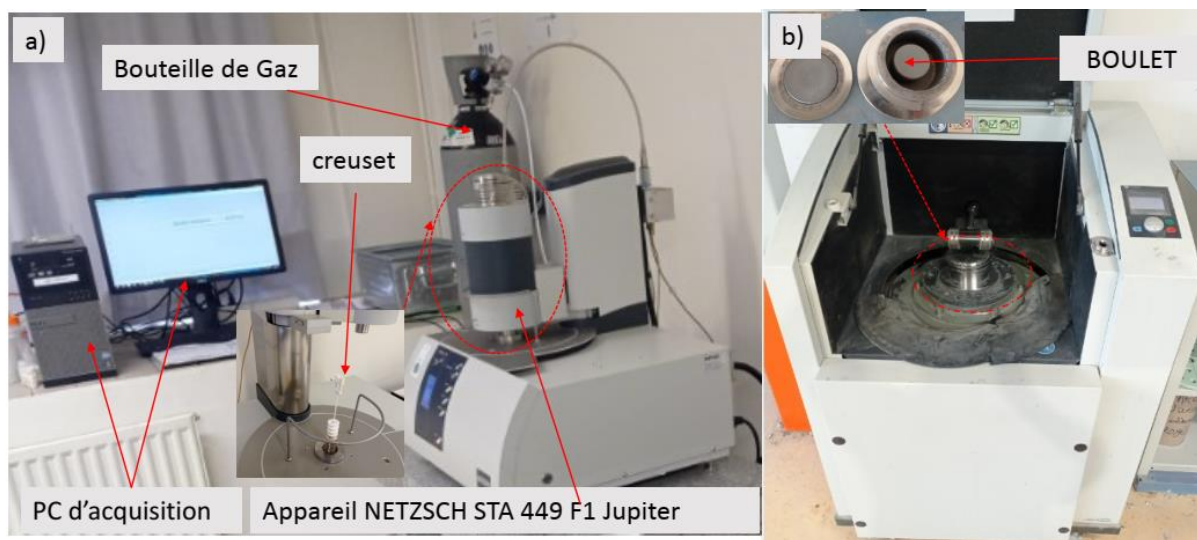 a)
Bouteille de Gaz
creuset
PC d'acquisition
Appareil NETZSCH STA 449 F1 Jupiter
b)
BOULET